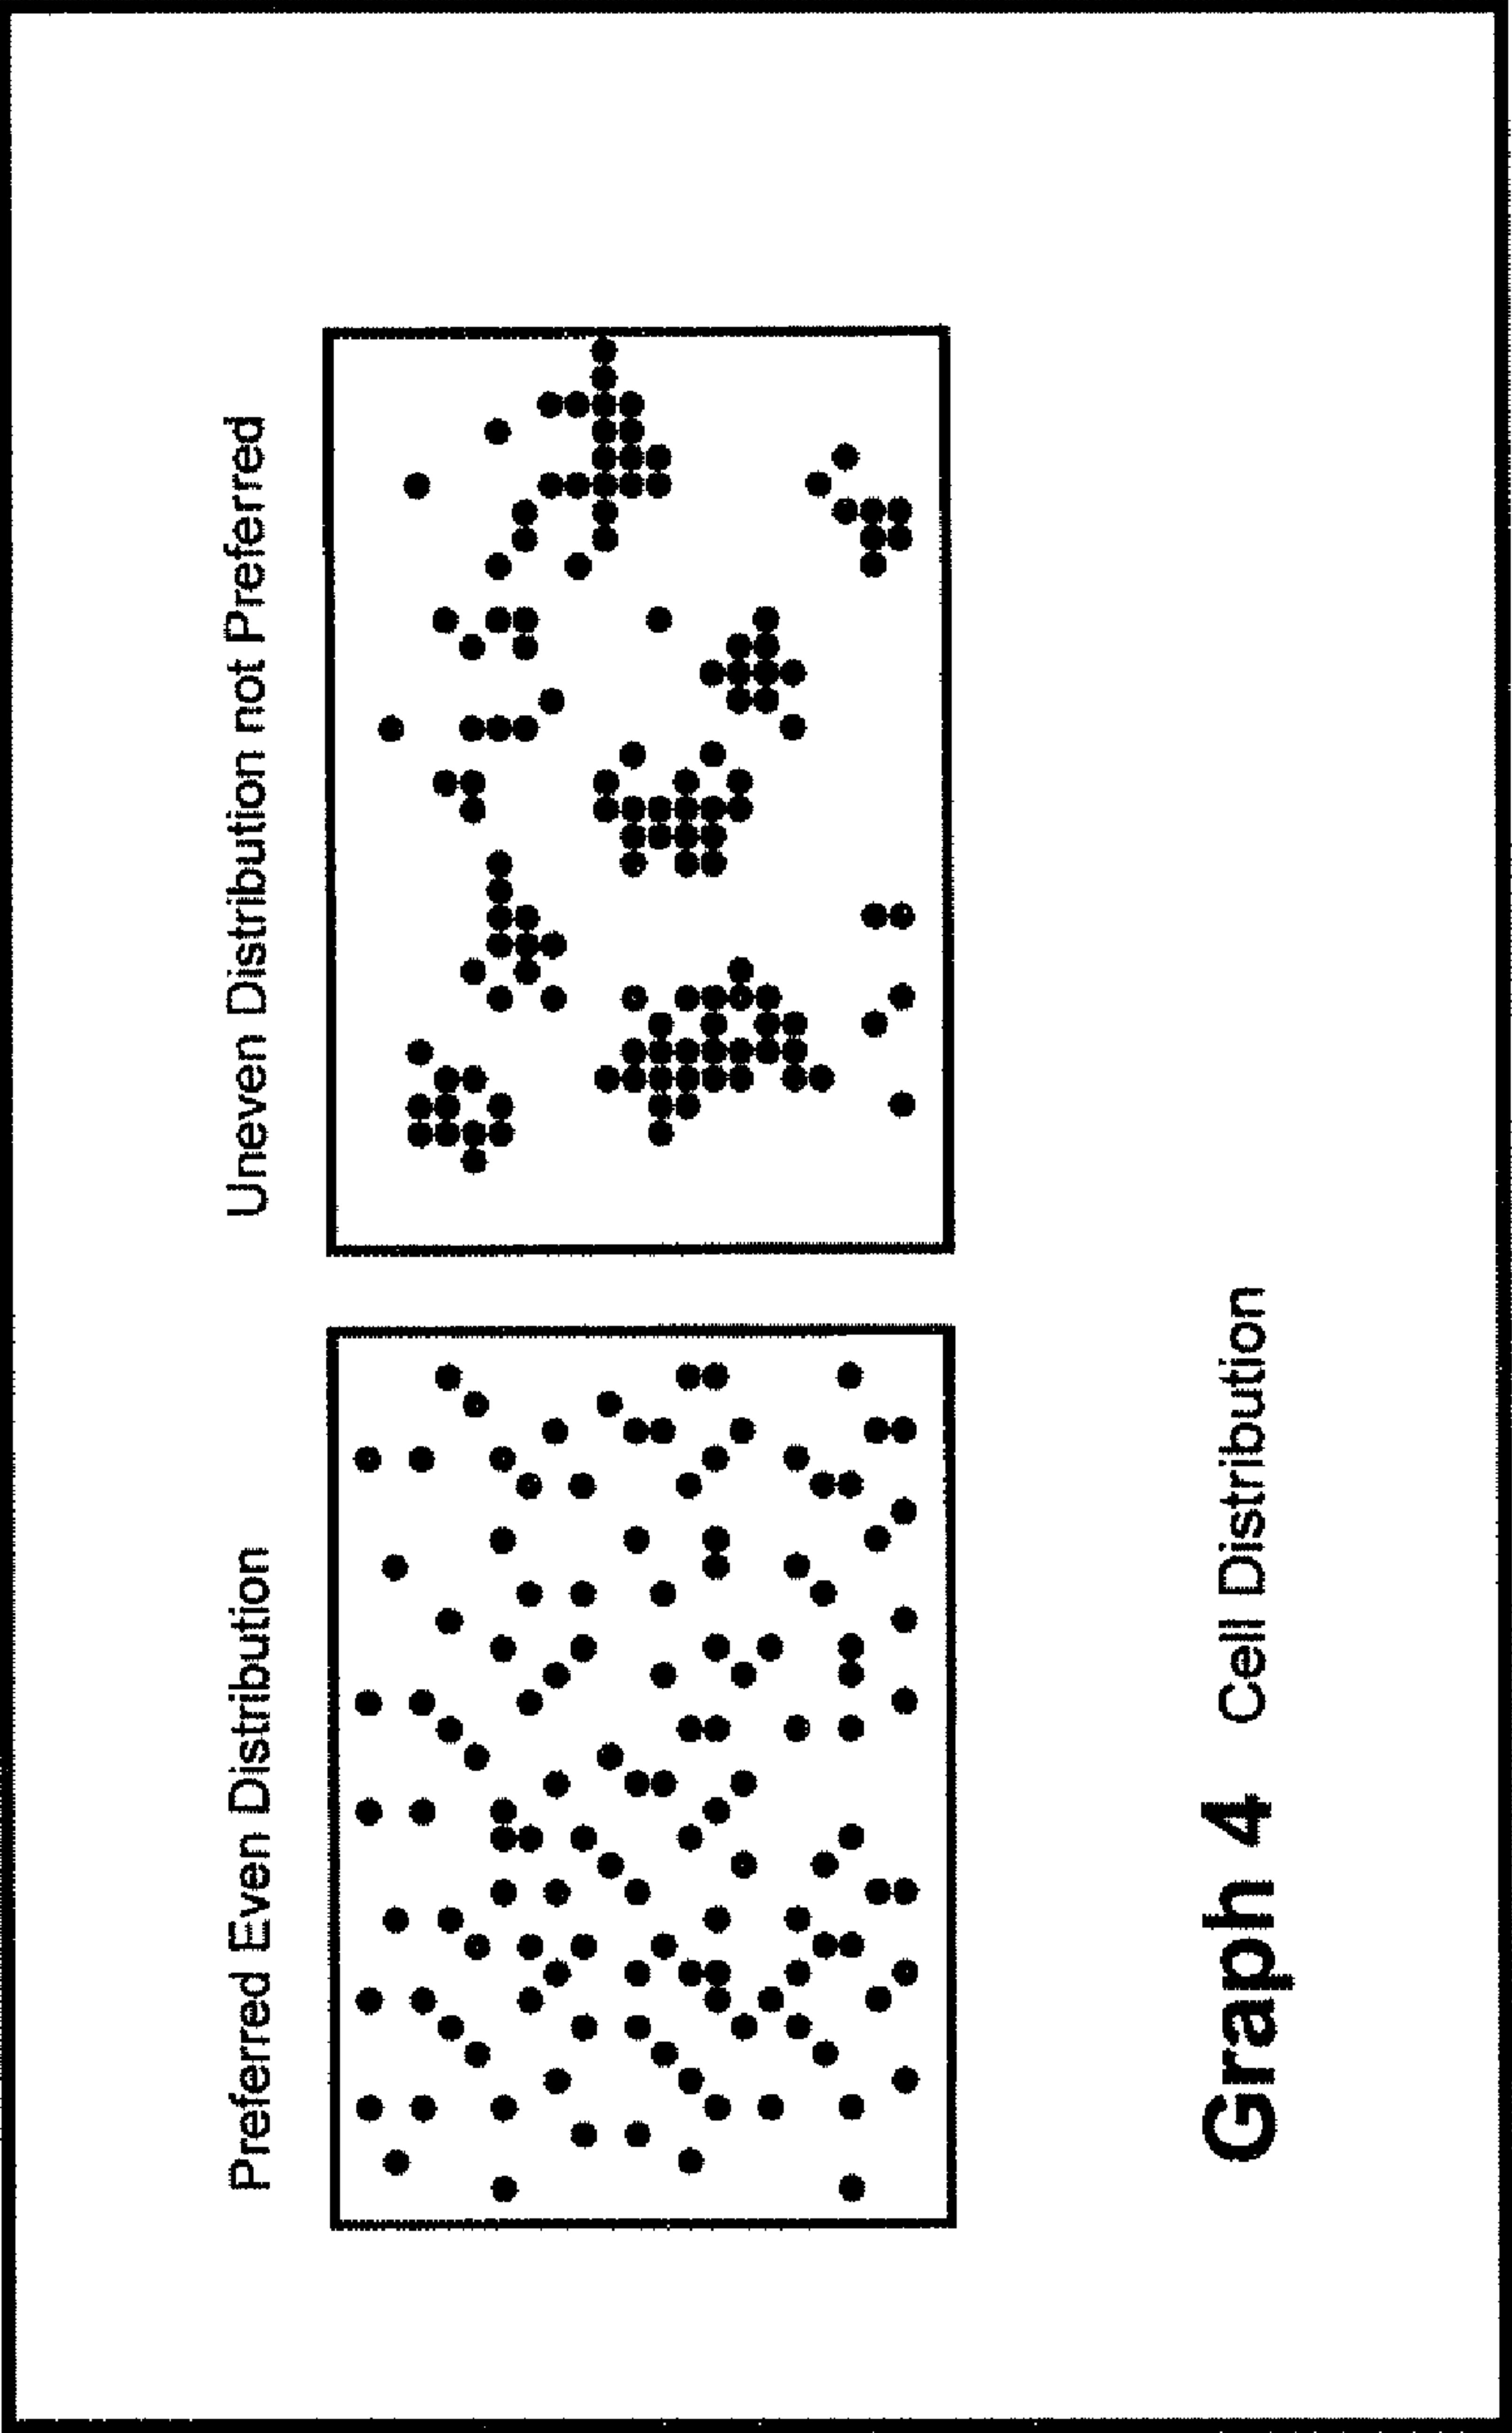 Preferred Even Distribution
Uneven Distribution not Preferred
Graph 4 Cell Distribution